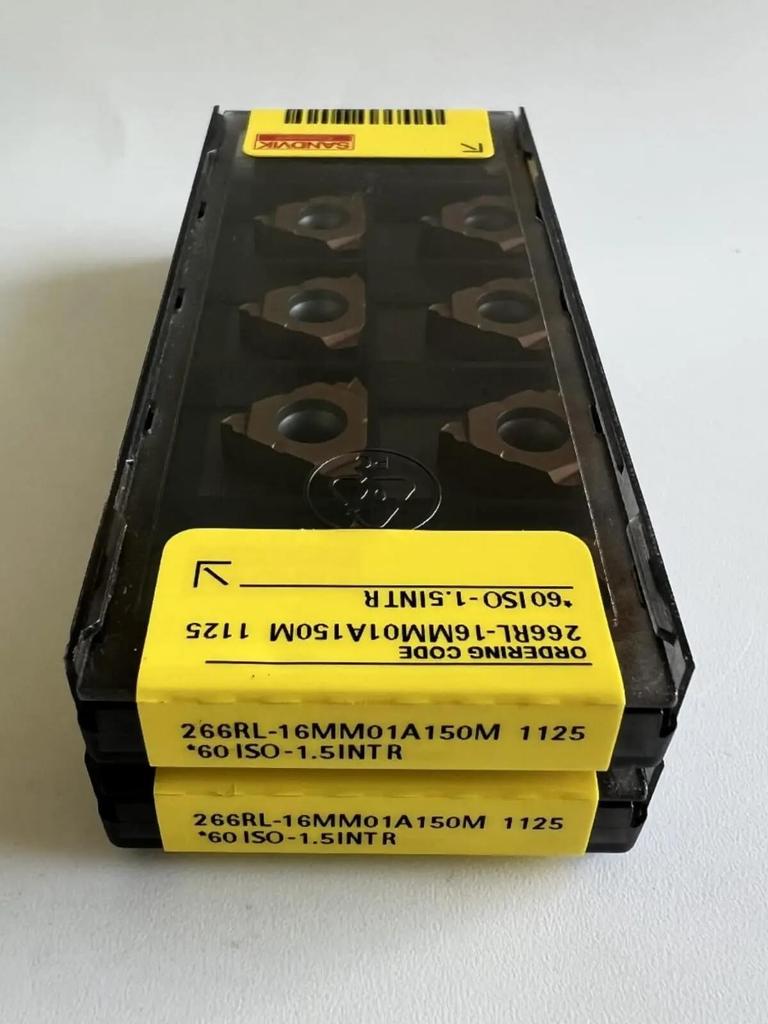 SANDVIK
*60 ISO-1.5INTR
266RL-16MM01A150M 1125
ORDERING CODE
266RL-16MM01A150M 1125
*60 ISO-1.5INTR
266RL-16MM01A150M 1125
*60 ISO-1.5INTR